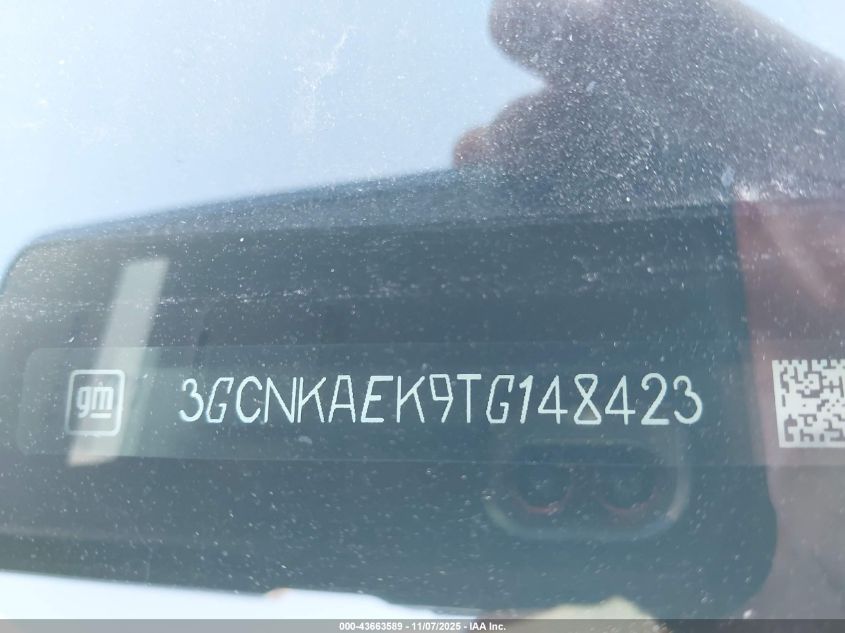 gm 3GCNKAEK9TG148423
000-43663589 - 11/07/2025 - IAA Inc.